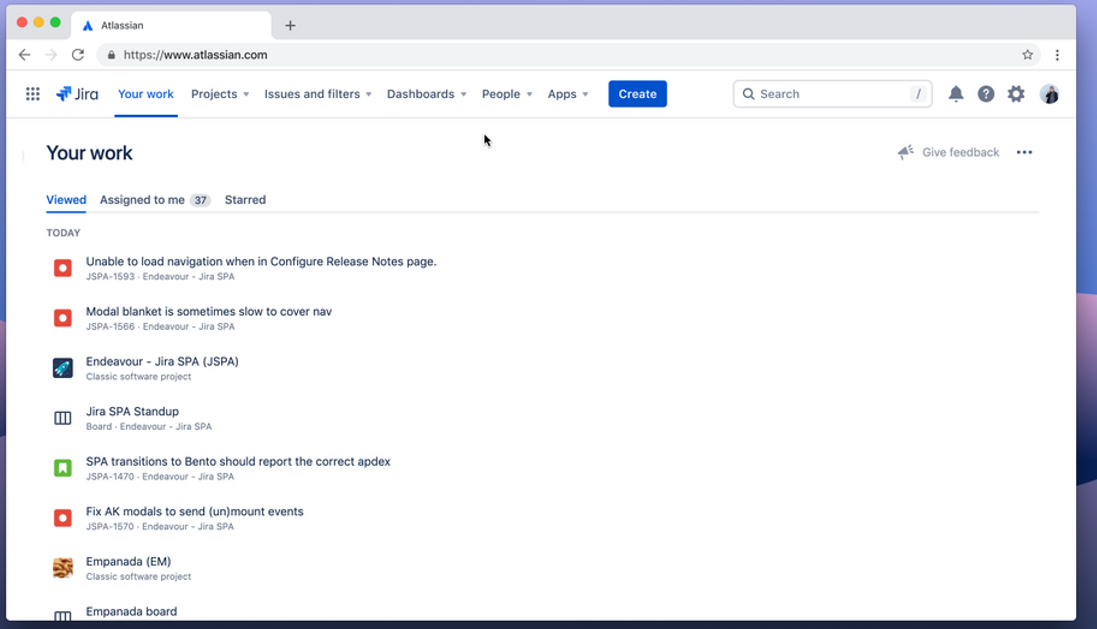 Atlassian
https://www.atlassian.com
Jira Your work Projects Issues and filters Dashboards People Apps Create Search /
Your work
Give feedback
Viewed Assigned to me 37 Starred
TODAY
Unable to load navigation when in Configure Release Notes page.
JSPA-1593 · Endeavour - Jira SPA
Modal blanket is sometimes slow to cover nav
JSPA-1566 · Endeavour - Jira SPA
Endeavour - Jira SPA (JSPA)
Classic software project
Jira SPA Standup
Board · Endeavour - Jira SPA
SPA transitions to Bento should report the correct apdex
JSPA-1470 · Endeavour - Jira SPA
Fix AK modals to send (un)mount events
JSPA-1570 · Endeavour - Jira SPA
Empanada (EM)
Classic software project
Empanada board